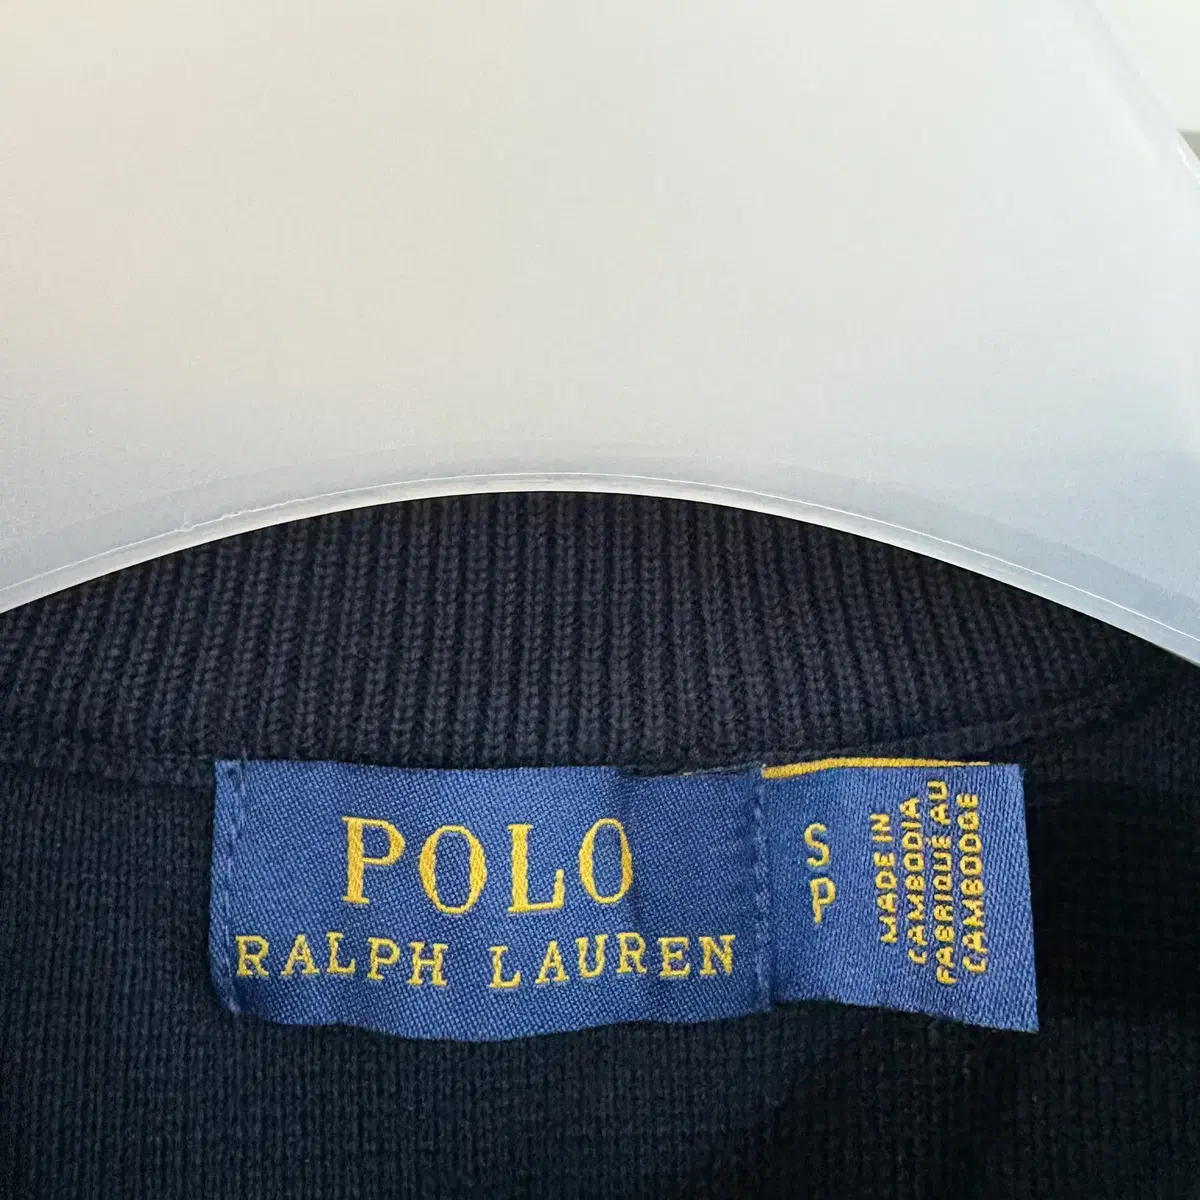 POLO
RALPH LAUREN
S
P
MADE IN
CAMBODIA
FABRIQUÉ AU
CAMBODGE